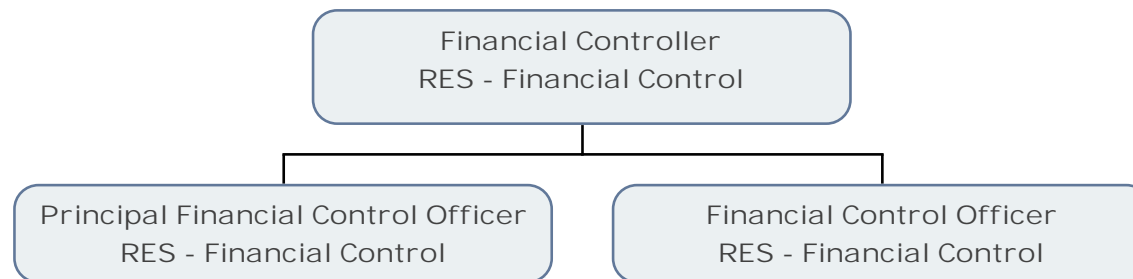 Financial Controller
RES - Financial Control
Principal Financial Control Officer
RES - Financial Control
Financial Control Officer
RES - Financial Control